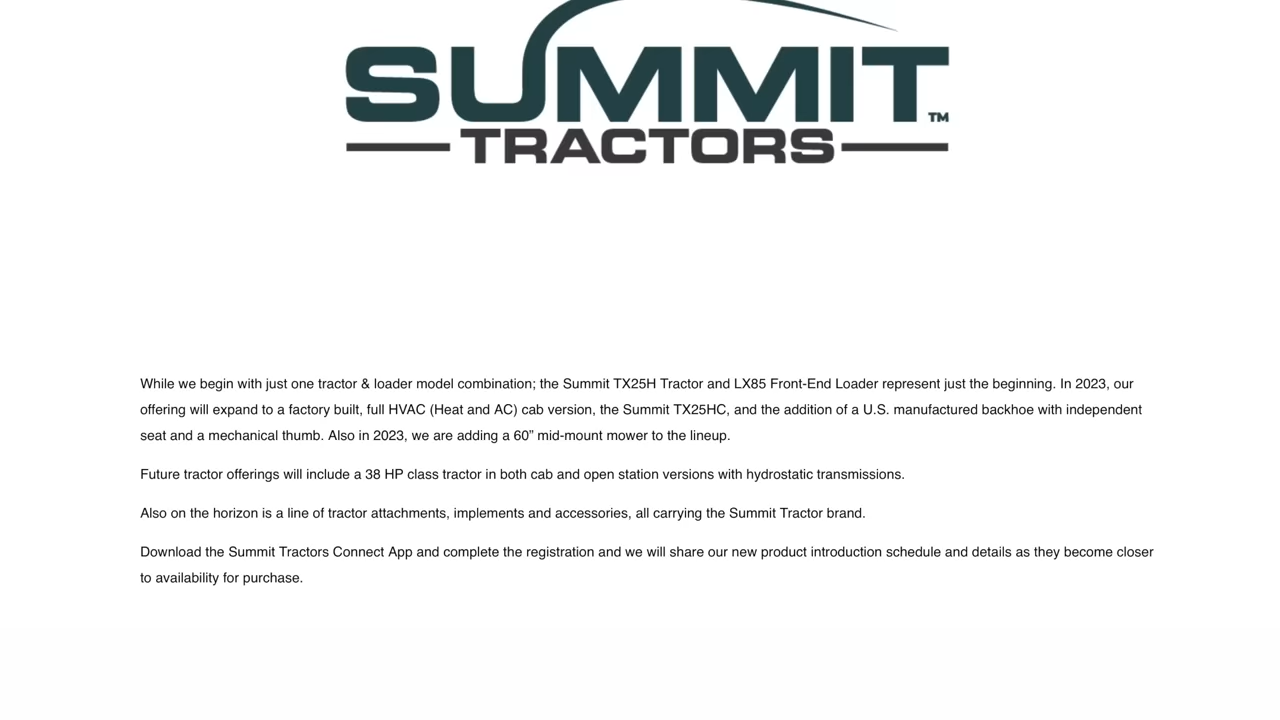 SUMMIT™
TRACTORS
While we begin with just one tractor & loader model combination; the Summit TX25H Tractor and LX85 Front-End Loader represent just the beginning. In 2023, our
offering will expand to a factory built, full HVAC (Heat and AC) cab version, the Summit TX25HC, and the addition of a U.S. manufactured backhoe with independent
seat and a mechanical thumb. Also in 2023, we are adding a 60” mid-mount mower to the lineup.
Future tractor offerings will include a 38 HP class tractor in both cab and open station versions with hydrostatic transmissions.
Also on the horizon is a line of tractor attachments, implements and accessories, all carrying the Summit Tractor brand.
Download the Summit Tractors Connect App and complete the registration and we will share our new product introduction schedule and details as they become closer
to availability for purchase.